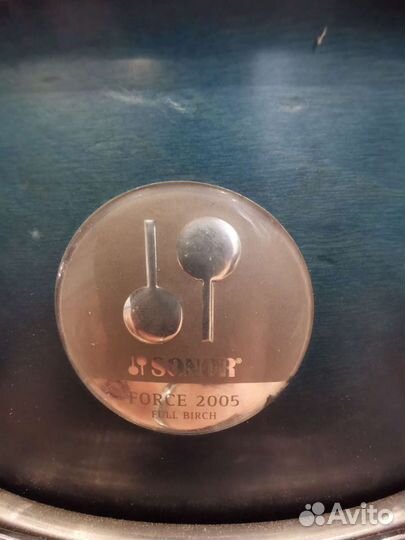 SONOR®
FORCE 2005
FULL BIRCH
Avito